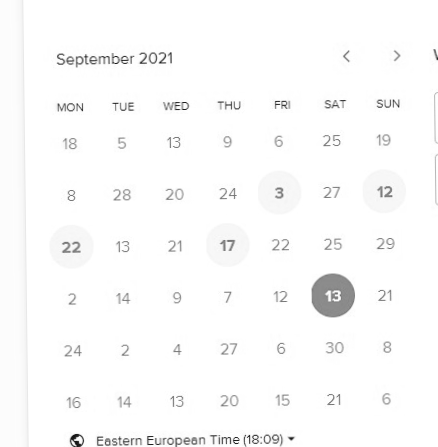 September 2021
MON TUE WED THU FRI SAT SUN
18 5 13 9 6 25 19
8 28 20 24 3 27 12
22 13 21 17 22 25 29
2 14 9 7 12 13 21
24 2 4 27 6 30 8
16 14 13 20 15 21 6
Eastern European Time (18:09)